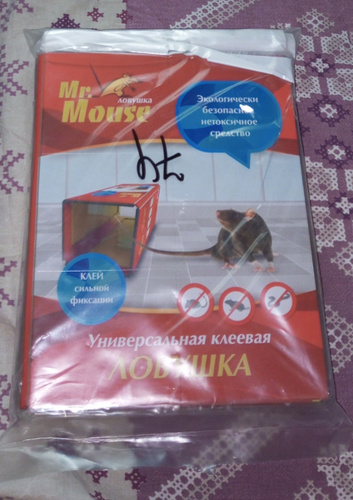 Mr.
Mouse
ЛОВУШКА
Экологически
безопасное
нетоксичное
средство
КЛЕЙ
сильной
фиксации
Универсальная клеевая
ЛОВУШКА